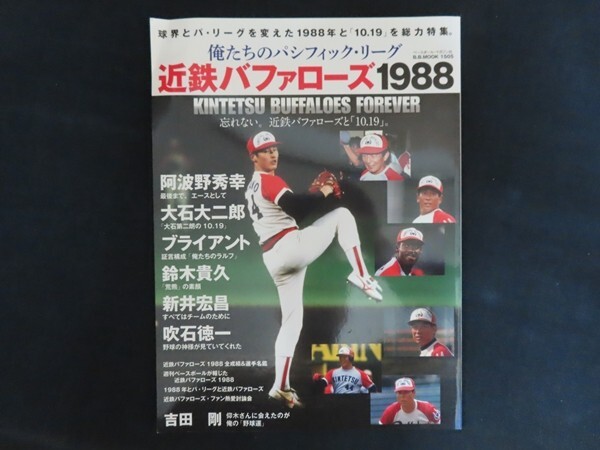 球界とパ・リーグを変えた1988年と「10.19」を総力特集。
俺たちのパシフィック・リーグ
B.B.MOOK 1505
近鉄バファローズ1988
KINTETSU BUFFALOES FOREVER
忘れない。近鉄バファローズと「10.19」。
阿波野秀幸
最後まで、エースとして
大石大二郎
「大石第二朗の10.19」
ブライアント
証言構成「俺たちのラルフ」
鈴木貴久
「荒熊」の素顔
新井宏昌
すべてはチームのために
吹石徳一
野球の神様が見ていてくれた
近鉄バファローズ 1988 全成績&選手名鑑
週刊ベースボールが報じた
近鉄バファローズ 1988
1988年とパ・リーグと近鉄バファローズ
近鉄バファローズ・ファン熱愛討論会
吉田 剛
仰木さんに会えたのが
俺の「野球道」
KINTETSU
44